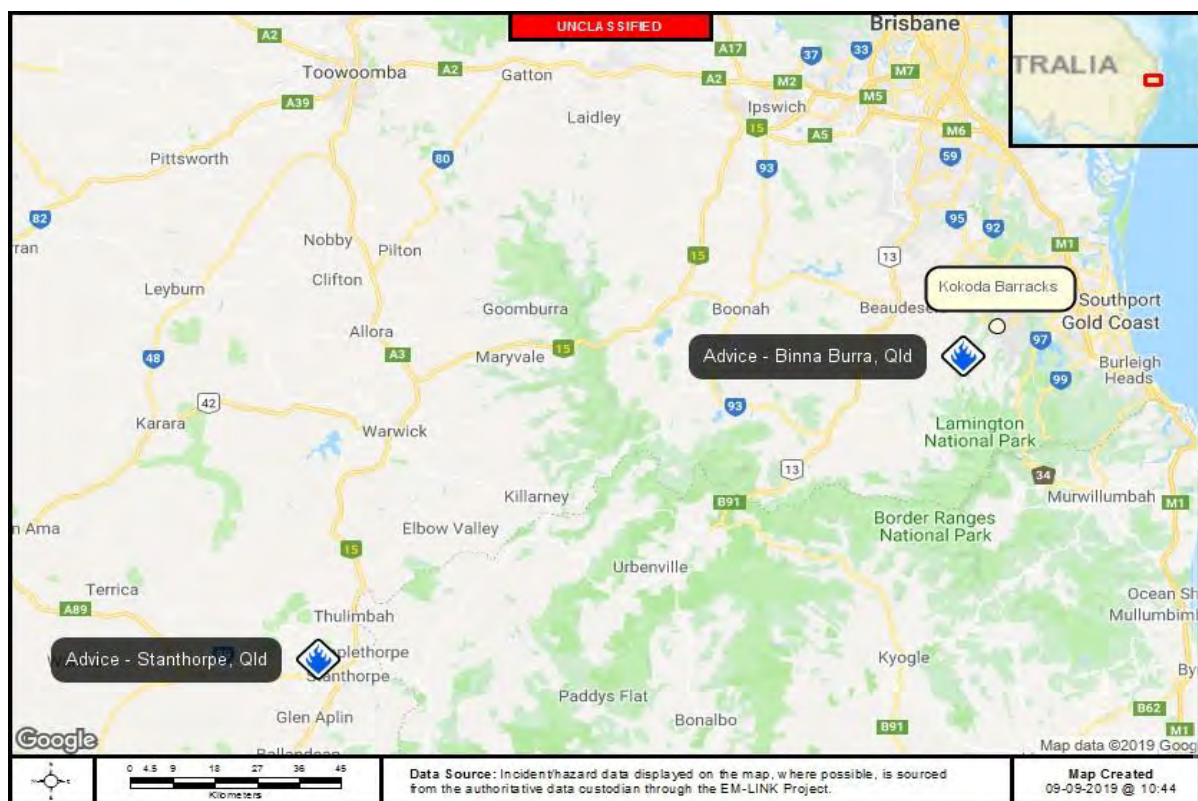 UNCLASSIFIED
Brisbane
TRALIA
A2
A17
37
33
Toowoomba
A2
Gatton
A2
M2
M7
A39
Ipswich
M5
Laidley
15
A5
M6
Pittsworth
80
93
59
82
95
92
Nobby
Pilton
13
M1
15
Clifton
Kokoda Barracks
Leyburn
Goomburra
Boonah
Southport
Gold Coast
Allora
97
48
A3
Maryvale
15
Advice - Binna Burra, Qld
Burleigh
Heads
99
42
93
Karara
Warwick
Lamington
National Park
13
34
Killarney
B91
Murwillumbah
M1
Elbow Valley
Border Ranges
National Park
15
Urbenville
Terrica
A89
Thulimbah
Advice - Stanthorpe, Qld
Stanthorpe
Kyogle
Paddys Flat
Glen Aplin
Bonalbo
B91
B62
M1
Google
Map data ©2019
0 4.5 9 18 27 36 45
Kilometers
Data Source: Incident/hazard data displayed on the map, where possible, is sourced
from the authoritative data custodian through the EM-LINK Project.
Map Created
09-09-2019 @ 10:44